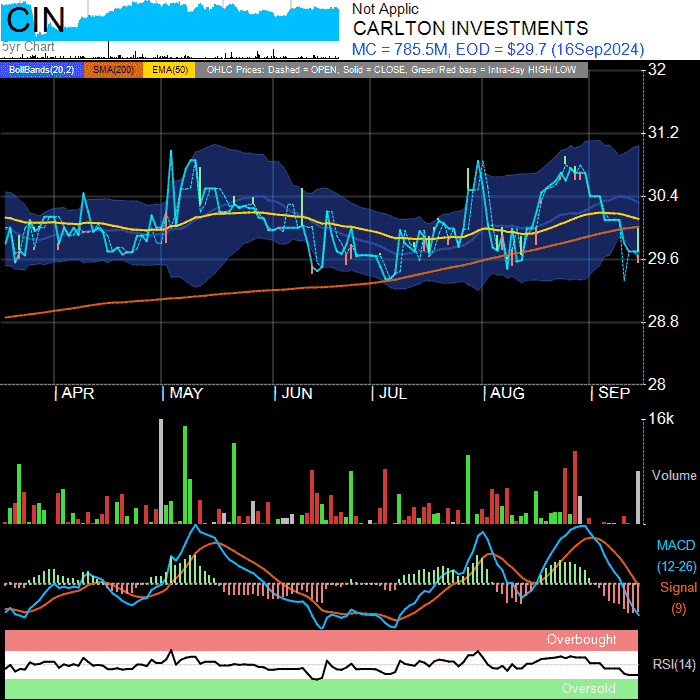 CIN
5yr Chart
Not Applic
CARLTON INVESTMENTS
MC = 785.5M, EOD = $29.7 (16Sep2024)
BollBands(20,2) SMA(200) EMA(50) OHLC Prices: Dashed = OPEN, Solid = CLOSE, Green/Red bars = Intra-day HIGH/LOW
32
31.2
30.4
29.6
28.8
28
| APR | MAY | JUN | JUL | AUG | SEP
16k
Volume
MACD
(12-26)
Signal
(9)
Overbought
RSI(14)
Oversold